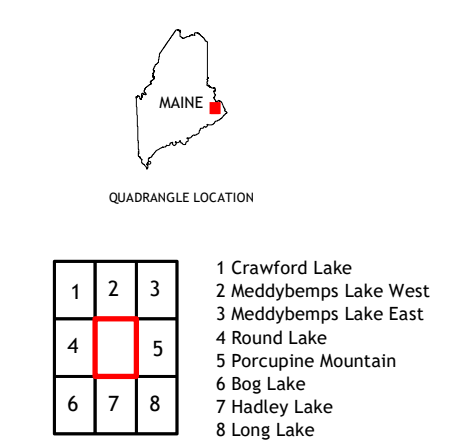 MAINE
QUADRANGLE LOCATION
1 2 3
4 5
6 7 8
1 Crawford Lake
2 Meddybemps Lake West
3 Meddybemps Lake East
4 Round Lake
5 Porcupine Mountain
6 Bog Lake
7 Hadley Lake
8 Long Lake